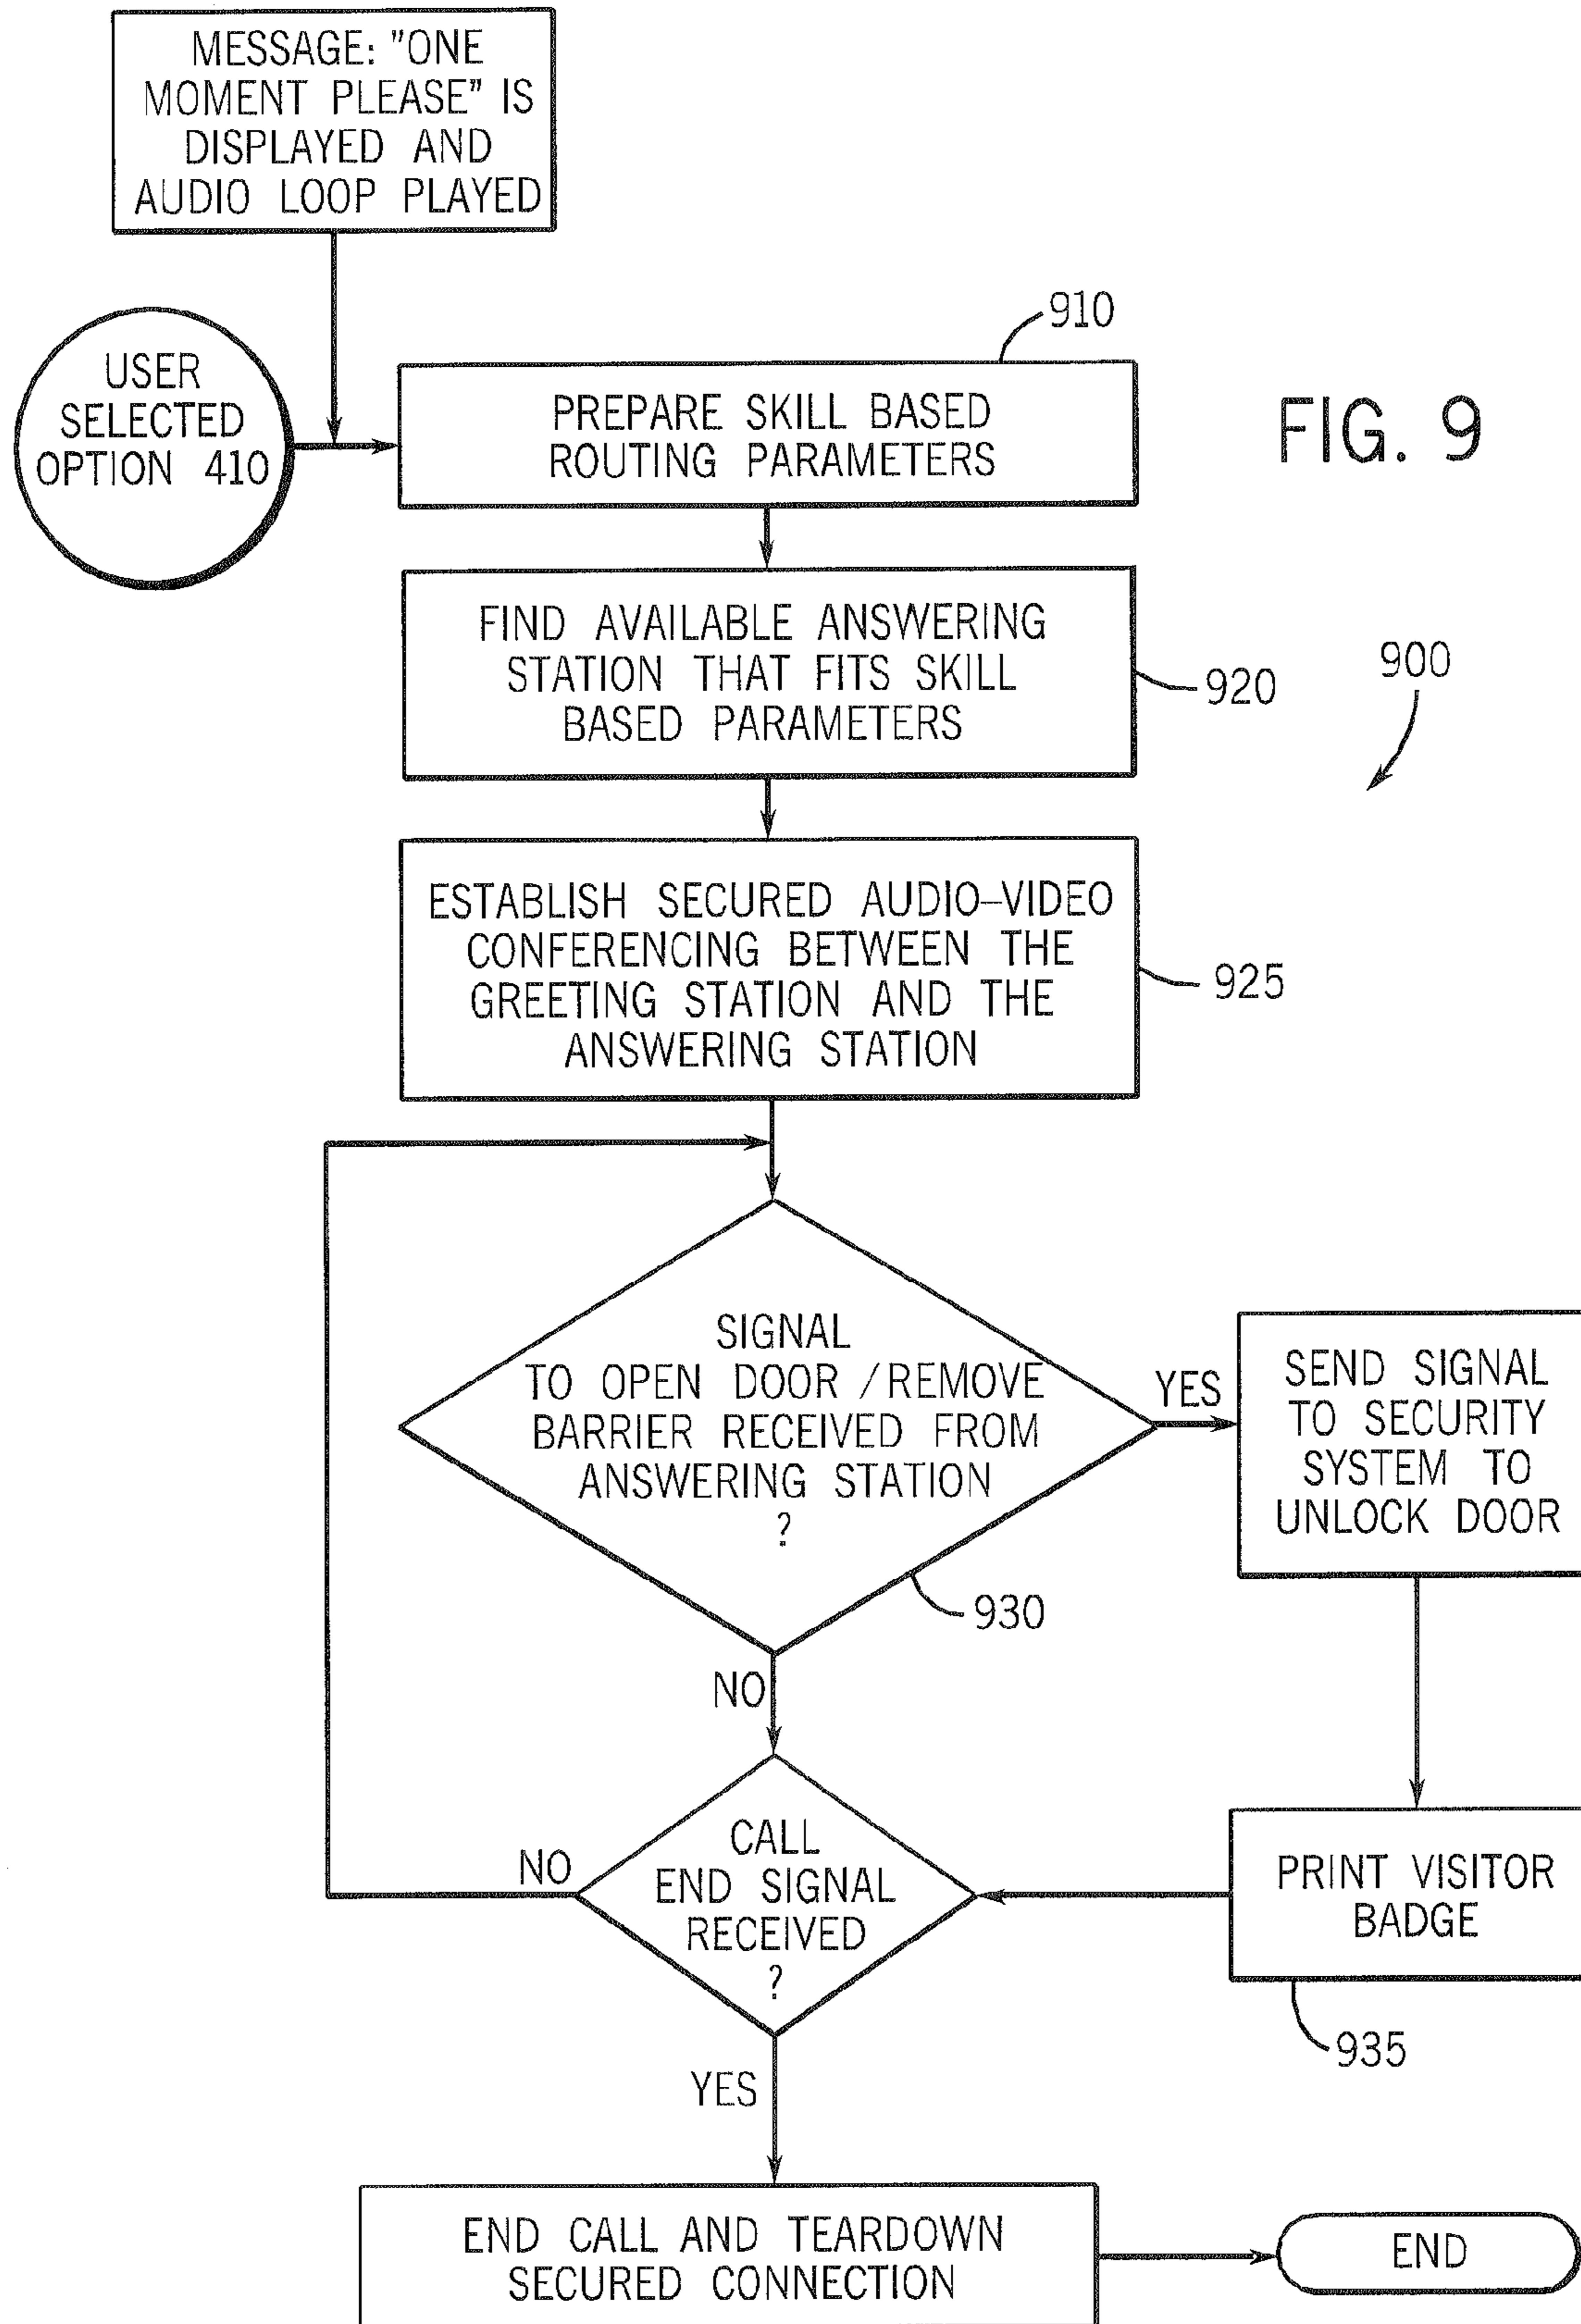 MESSAGE: "ONE
MOMENT PLEASE" IS
DISPLAYED AND
AUDIO LOOP PLAYED
USER
SELECTED
OPTION 410
910
PREPARE SKILL BASED
ROUTING PARAMETERS
FIG. 9
FIND AVAILABLE ANSWERING
STATION THAT FITS SKILL
BASED PARAMETERS
920
900
ESTABLISH SECURED AUDIO–VIDEO
CONFERENCING BETWEEN THE
GREETING STATION AND THE
ANSWERING STATION
925
SIGNAL
TO OPEN DOOR /REMOVE
BARRIER RECEIVED FROM
ANSWERING STATION
?
930
YES
SEND SIGNAL
TO SECURITY
SYSTEM TO
UNLOCK DOOR
NO
CALL
END SIGNAL
RECEIVED
?
NO
PRINT VISITOR
BADGE
935
YES
END CALL AND TEARDOWN
SECURED CONNECTION
END